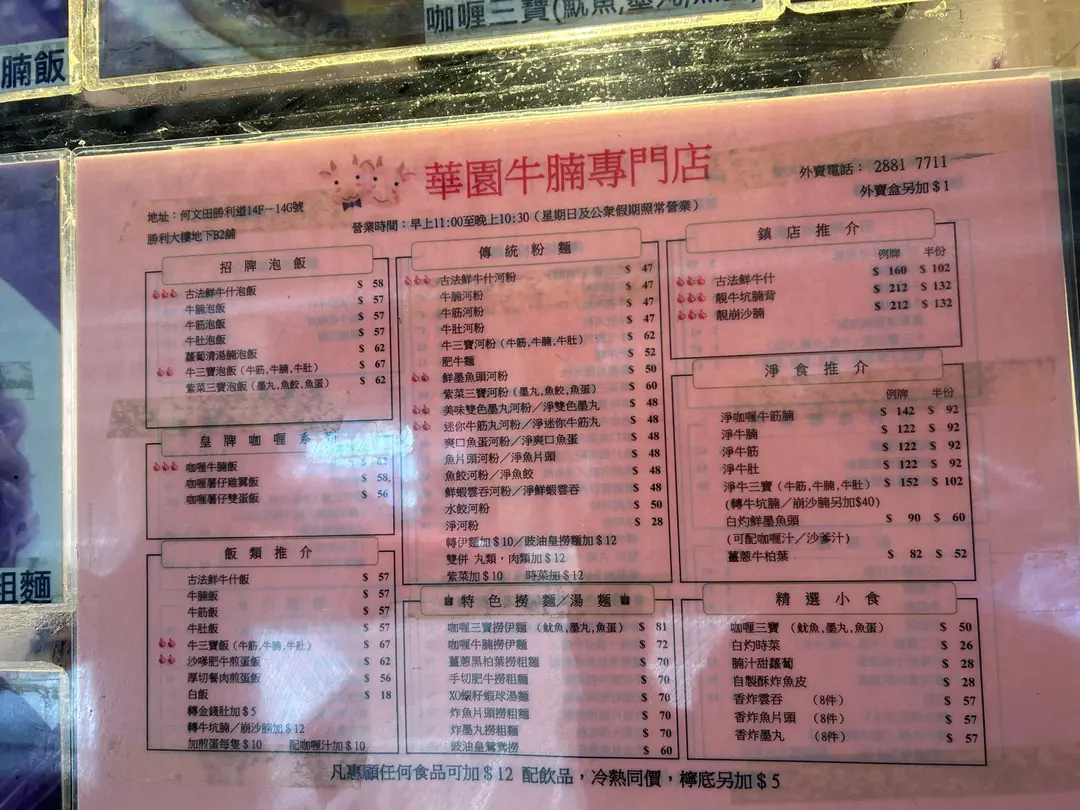 腩飯
咖喱三寶(魷魚,墨丸,魚蛋)
粗麵
華園牛腩專門店
外賣電話： 2881 7711
外賣盒另加$1
地址：何文田勝利道14F－14G號
勝利大樓地下B2舖
營業時間：早上11:00至晚上10:30（星期日及公衆假期照常營業）
招牌泡飯
古法鮮牛什泡飯 $ 58
牛腩泡飯 $ 57
牛筋泡飯 $ 57
牛肚泡飯 $ 57
蘿蔔清湯腩泡飯 $ 62
牛三寶泡飯（牛筋,牛腩,牛肚） $ 67
紫菜三寶泡飯（墨丸,魚餃,魚蛋） $ 62
皇牌咖喱系列
咖喱牛腩飯 $ 62
咖喱薯仔雞翼飯 $ 58
咖喱薯仔雙蛋飯 $ 56
飯類推介
古法鮮牛什飯 $ 57
牛腩飯 $ 57
牛筋飯 $ 57
牛肚飯 $ 57
牛三寶飯（牛筋,牛腩,牛肚） $ 67
沙嗲肥牛煎蛋飯 $ 62
厚切餐肉煎蛋飯 $ 56
白飯 $ 18
轉金錢肚加$5
轉牛坑腩／崩沙腩加$12
加煎蛋每隻$10 配咖喱汁加$10
傳統粉麵
古法鮮牛什河粉 $ 47
牛腩河粉 $ 47
牛筋河粉 $ 47
牛肚河粉 $ 47
牛三寶河粉（牛筋,牛腩,牛肚） $ 62
肥牛麵 $ 52
鮮墨魚頭河粉 $ 50
紫菜三寶河粉（墨丸,魚餃,魚蛋） $ 60
美味雙色墨丸河粉／淨雙色墨丸 $ 48
迷你牛筋丸河粉／淨迷你牛筋丸 $ 48
爽口魚蛋河粉／淨爽口魚蛋 $ 48
魚片頭河粉／淨魚片頭 $ 48
魚餃河粉／淨魚餃 $ 48
鮮蝦雲吞河粉／淨鮮蝦雲吞 $ 48
水餃河粉 $ 50
淨河粉 $ 28
轉伊麵加$10／豉油皇撈麵加$12
雙併 丸類，肉類加$12
紫菜加$10 時菜加$12
特色撈麵／湯麵
咖喱三寶撈伊麵（魷魚,墨丸,魚蛋） $ 81
咖喱牛腩撈伊麵 $ 72
薑蔥黑柏葉撈粗麵 $ 70
手切肥牛撈粗麵 $ 70
XO蠔籽蝦球湯麵 $ 70
炸魚片頭撈粗麵 $ 70
炸墨丸撈粗麵 $ 70
豉油皇鴛鴦撈 $ 60
鎮店推介
例牌 半份
古法鮮牛什 $ 160 $ 102
靚牛坑腩背 $ 212 $ 132
靚崩沙腩 $ 212 $ 132
淨食推介
例牌 半份
淨咖喱牛筋腩 $ 142 $ 92
淨牛腩 $ 122 $ 92
淨牛筋 $ 122 $ 92
淨牛肚 $ 122 $ 92
淨牛三寶（牛筋,牛腩,牛肚） $ 152 $ 102
(轉牛坑腩／崩沙腩另加$40)
白灼鮮墨魚頭 $ 90 $ 60
(可配咖喱汁／沙爹汁)
薑蔥牛柏葉 $ 82 $ 52
精選小食
咖喱三寶 （魷魚,墨丸,魚蛋） $ 50
白灼時菜 $ 26
腩汁甜蘿蔔 $ 28
自製酥炸魚皮 $ 28
香炸雲吞 （8件） $ 57
香炸魚片頭 （8件） $ 57
香炸墨丸 （8件） $ 57
凡惠顧任何食品可加$12 配飲品，冷熱同價，檸底另加$5